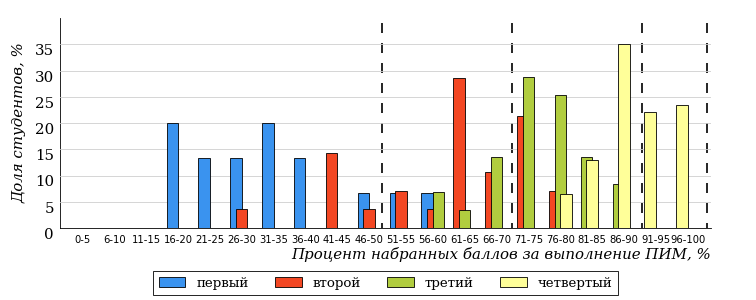 Доля студентов, %
35
30
25
20
15
10
5
0
0-5 6-10 11-15 16-20 21-25 26-30 31-35 36-40 41-45 46-50 51-55 56-60 61-65 66-70 71-75 76-80 81-85 86-90 91-95 96-100
Процент набранных баллов за выполнение ПИМ, %
первый второй третий четвертый